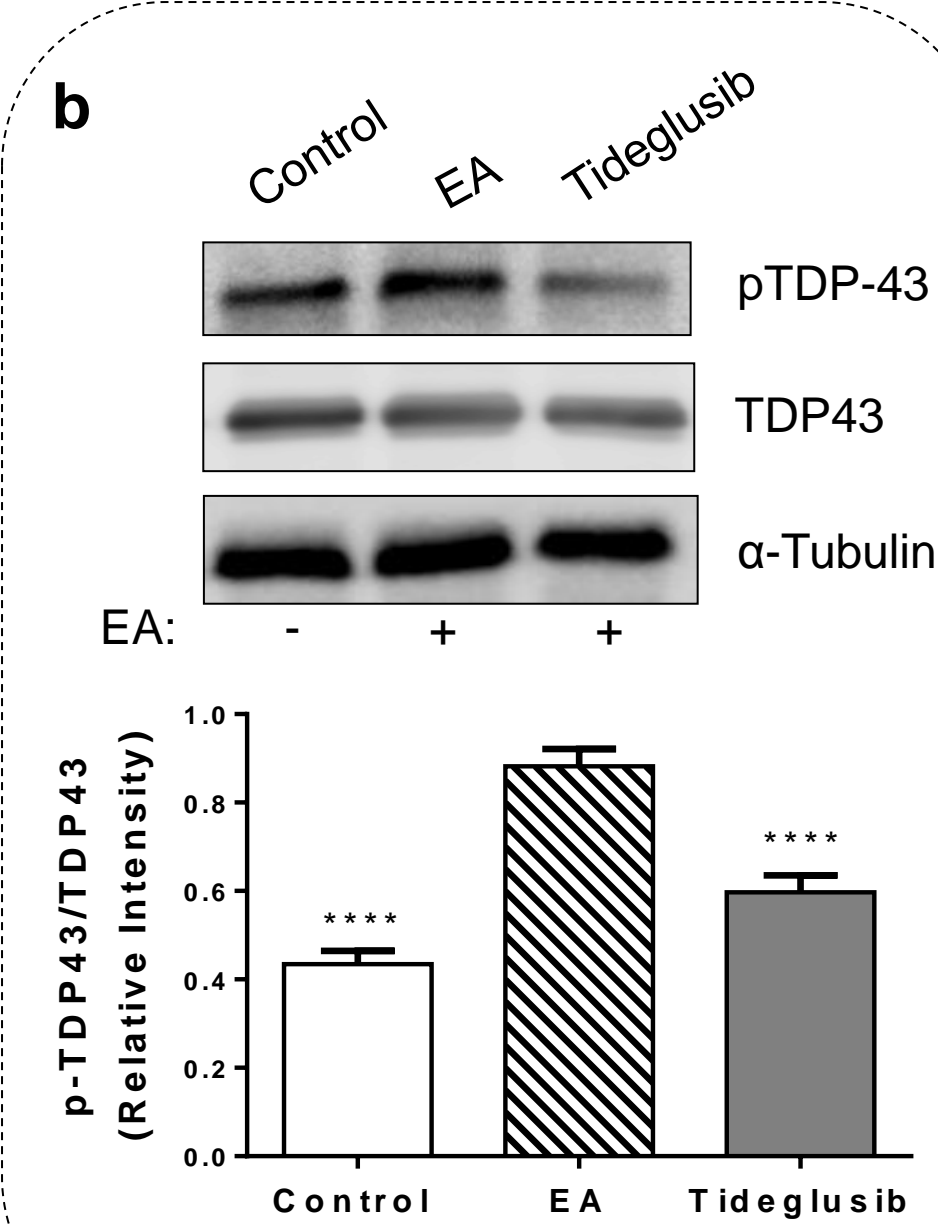 b
Control EA Tideglusib
pTDP-43
TDP43
α-Tubulin
EA: - + +
p-TDP43/TDP43
(Relative Intensity)
1.0
0.8
0.6
0.4
0.2
0.0
****
****
Control EA Tideglusib